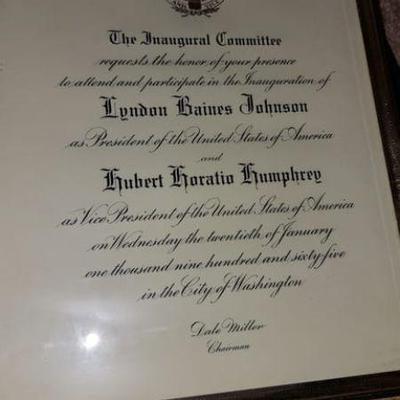 The Inaugural Committee
requests the honor of your presence
to attend and participate in the Inauguration of
Lyndon Baines Johnson
as President of the United States of America
and
Hubert Horatio Humphrey
as Vice President of the United States of America
on Wednesday the twentieth of January
one thousand nine hundred and sixty-five
in the City of Washington
Dale Miller
Chairman